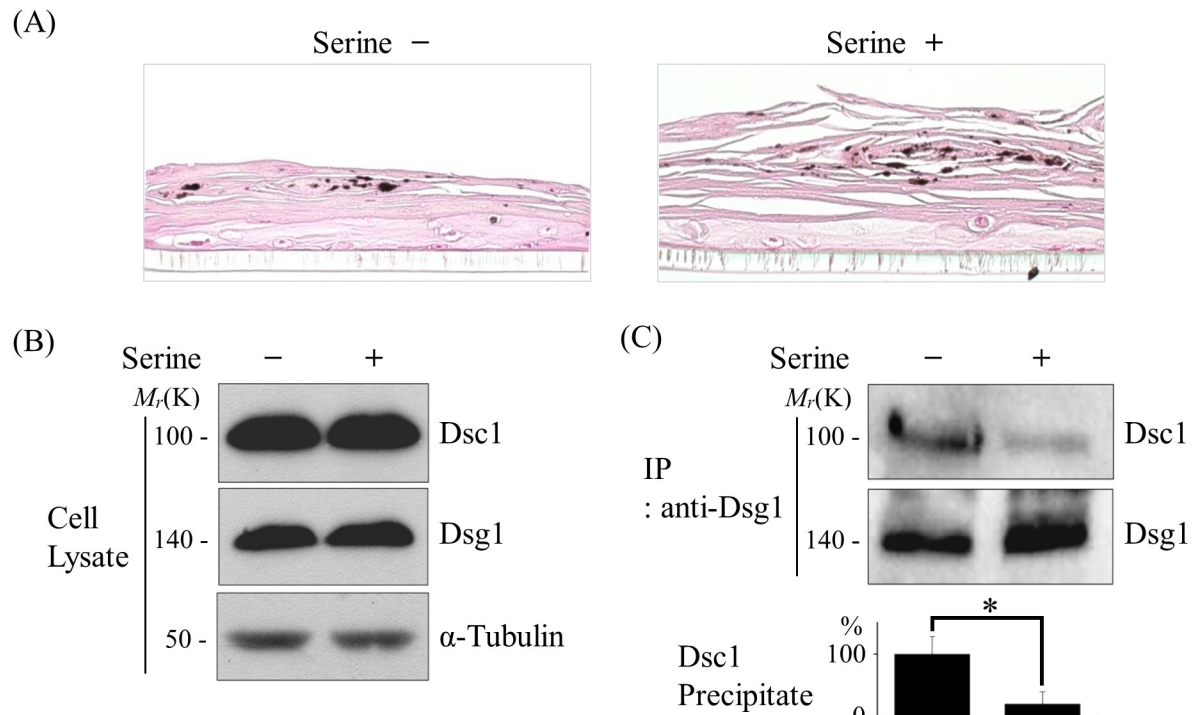 (A)
Serine −
Serine +
(B)
Serine − +
Mr(K)
100 -
Dsc1
Cell
Lysate
140 -
Dsg1
50 -
α-Tubulin
(C)
Serine − +
Mr(K)
100 -
Dsc1
IP
: anti-Dsg1
140 -
Dsg1
*
%
100
Dsc1
Precipitate
0